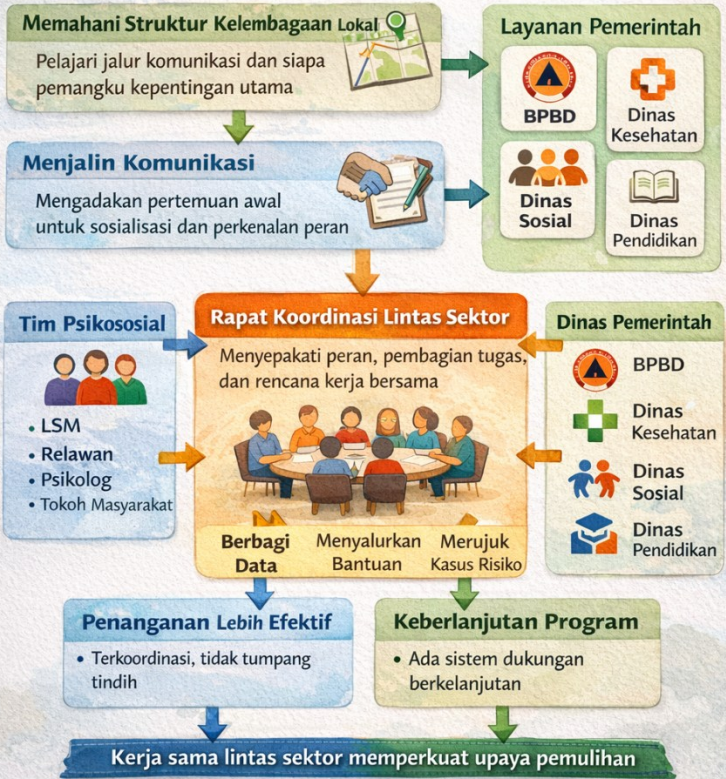 Memahani Struktur Kelembagaan Lokal
Pelajari jalur komunikasi dan siapa
pemangku kepentingan utama
Layanan Pemerintah
BPBD
Dinas
Kesehatan
Dinas
Sosial
Dinas
Pendidikan
Menjalin Komunikasi
Mengadakan pertemuan awal
untuk sosialisasi dan perkenalan peran
Tim Psikososial
• LSM
• Relawan
• Psikolog
• Tokoh Masyarakat
Rapat Koordinasi Lintas Sektor
Menyepakati peran, pembagian tugas,
dan rencana kerja bersama
Berbagi
Data
Menyalurkan
Bantuan
Merujuk
Kasus Risiko
Dinas Pemerintah
BPBD
Dinas
Kesehatan
Dinas
Sosial
Dinas
Pendidikan
Penanganan Lebih Efektif
• Terkoordinasi, tidak tumpang
tindih
Keberlanjutan Program
• Ada sistem dukungan
berkelanjutan
Kerja sama lintas sektor memperkuat upaya pemulihan